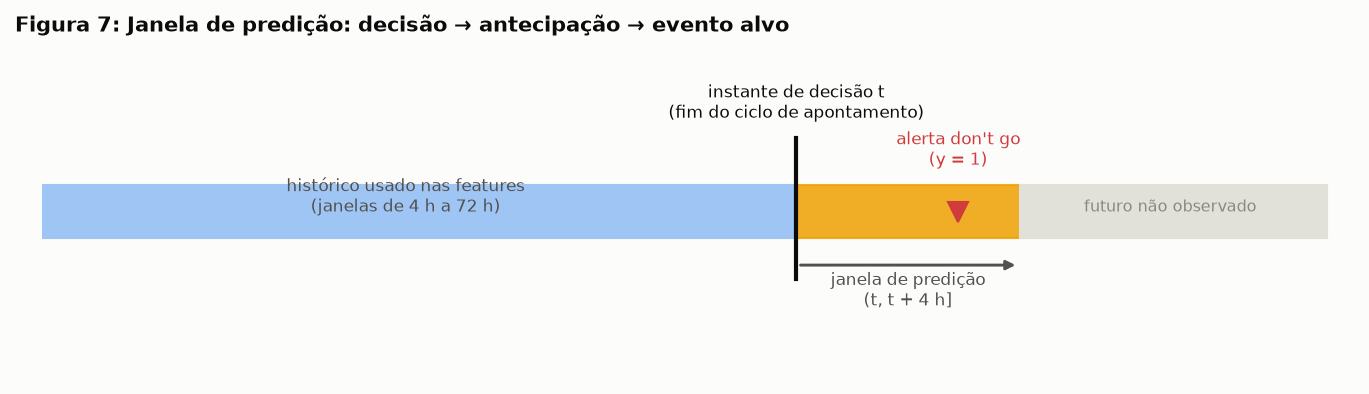 Figura 7: Janela de predição: decisão → antecipação → evento alvo
instante de decisão t
(fim do ciclo de apontamento)
alerta don't go
(y = 1)
histórico usado nas features
(janelas de 4 h a 72 h)
futuro não observado
janela de predição
(t, t + 4 h]